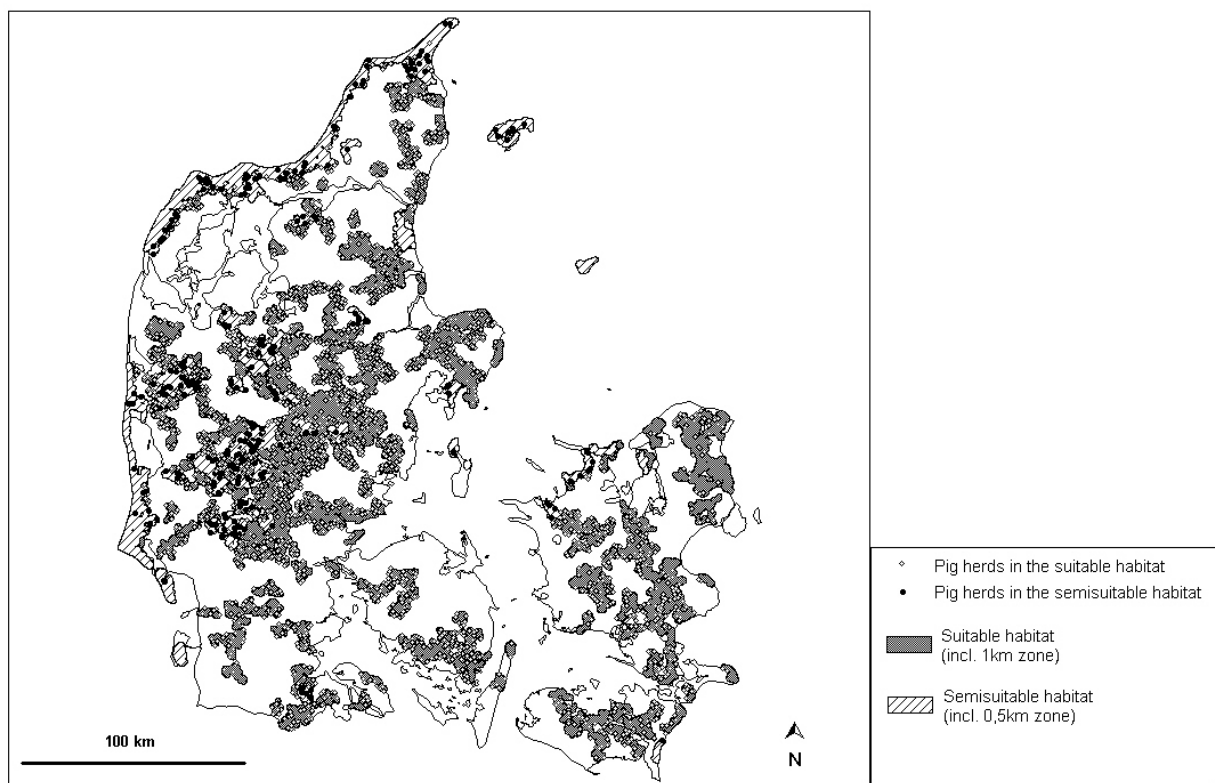 100 km
N
Pig herds in the suitable habitat
Pig herds in the semisuitable habitat
Suitable habitat
(incl. 1km zone)
Semisuitable habitat
(incl. 0,5km zone)